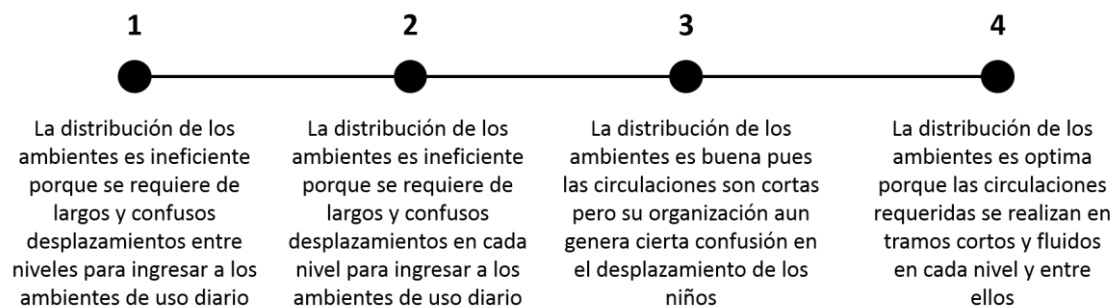 1
2
3
4
La distribución de los
ambientes es ineficiente
porque se requiere de
largos y confusos
desplazamientos entre
niveles para ingresar a los
ambientes de uso diario
La distribución de los
ambientes es ineficiente
porque se requiere de
largos y confusos
desplazamientos en cada
nivel para ingresar a los
ambientes de uso diario
La distribución de los
ambientes es buena pues
las circulaciones son cortas
pero su organización aun
genera cierta confusión en
el desplazamiento de los
niños
La distribución de los
ambientes es optima
porque las circulaciones
requeridas se realizan en
tramos cortos y fluidos
en cada nivel y entre
ellos